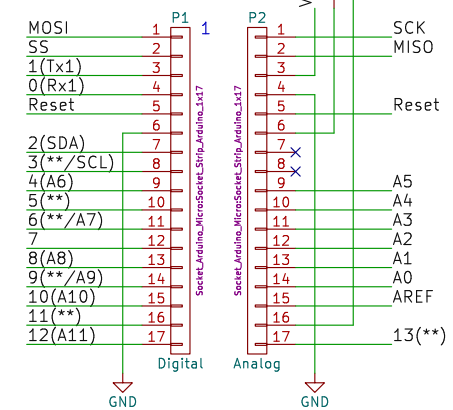 P1
1
P2
V
MOSI 1
SS 2
1(Tx1) 3
0(Rx1) 4
Reset 5
6
2(SDA) 7
3(**/SCL) 8
4(A6) 9
5(**) 10
6(**/A7) 11
7 12
8(A8) 13
9(**/A9) 14
10(A10) 15
11(**) 16
12(A11) 17
Socket_Arduino_Micro:Socket_Strip_Arduino_1x17
Digital
GND
Socket_Arduino_Micro:Socket_Strip_Arduino_1x17
1 SCK
2 MISO
3
4
5 Reset
6
7
8
9 A5
10 A4
11 A3
12 A2
13 A1
14 A0
15 AREF
16
17 13(**)
Analog
GND